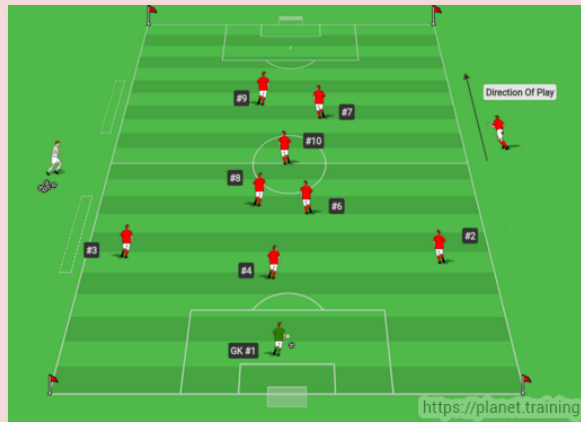 Direction Of Play
#9
#7
#10
#8
#6
#2
#3
#4
GK #1
https://planet.training